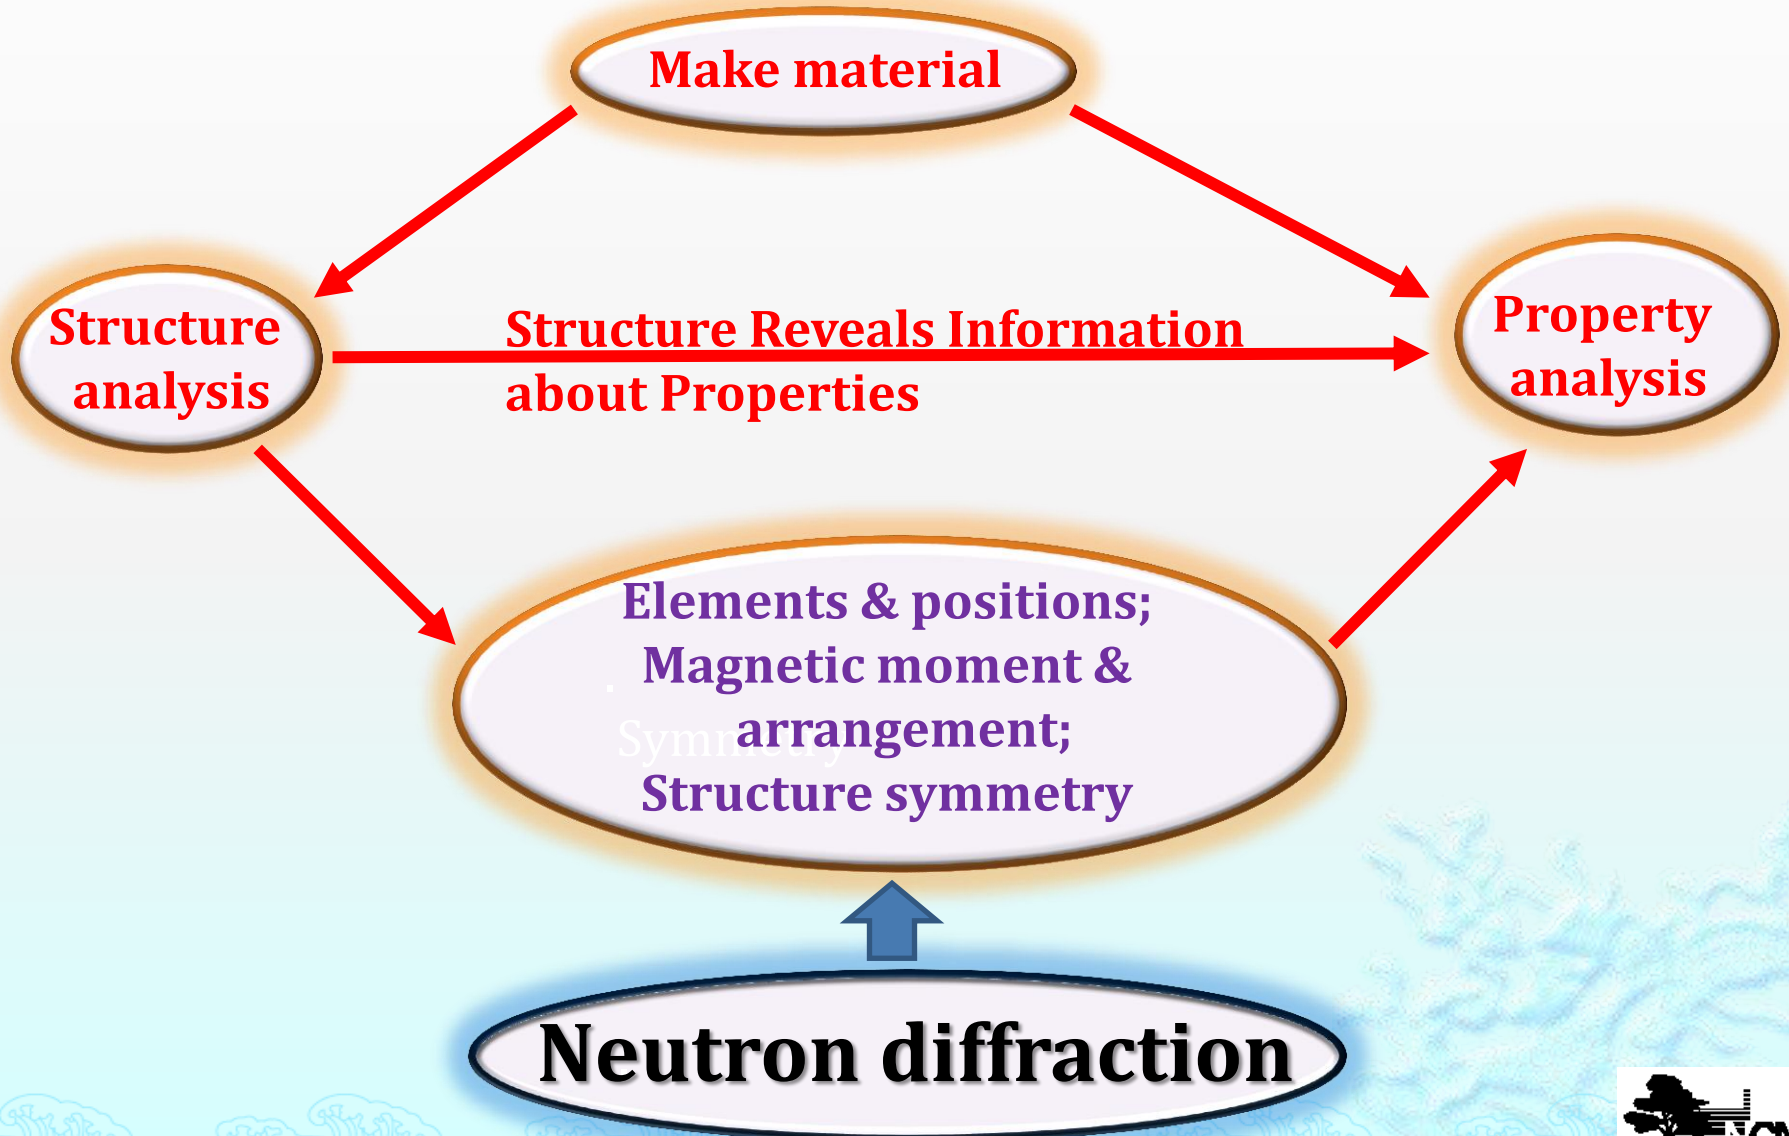 Make material
Structure
analysis
Structure Reveals Information
about Properties
Property
analysis
Elements & positions;
Magnetic moment &
arrangement;
Structure symmetry
Symmetry
Neutron diffraction